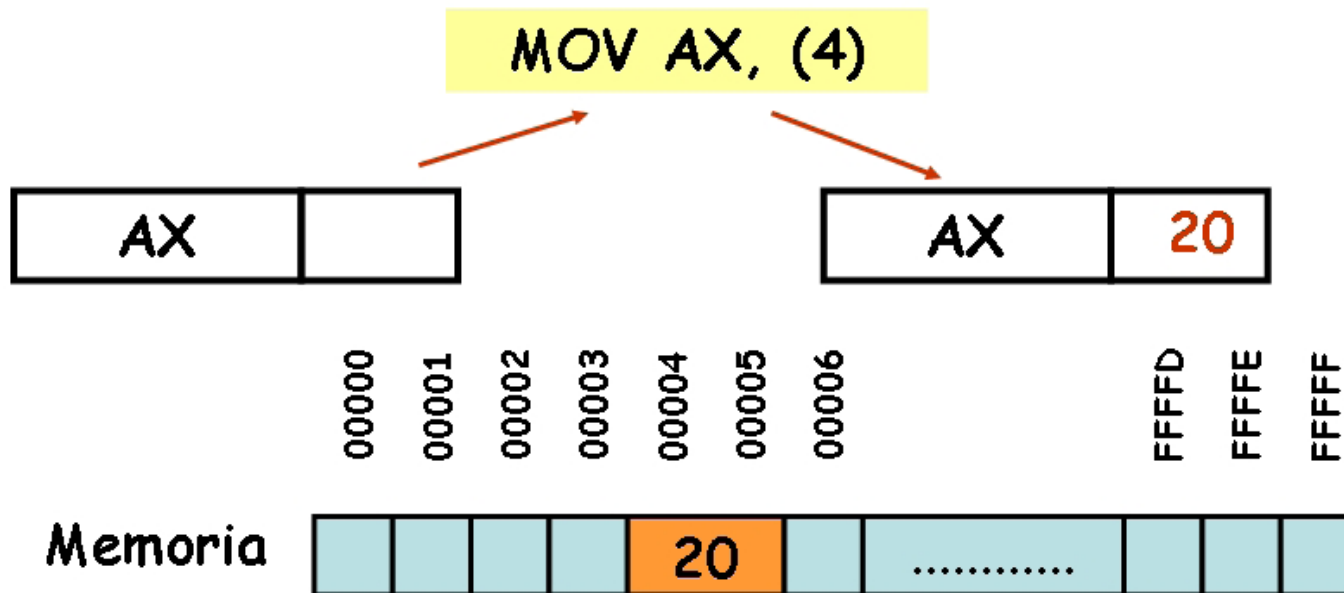 MOV AX, (4)
AX
AX 20
00000 00001 00002 00003 00004 00005 00006 FFFFD FFFFE FFFFF
Memoria 20 ............